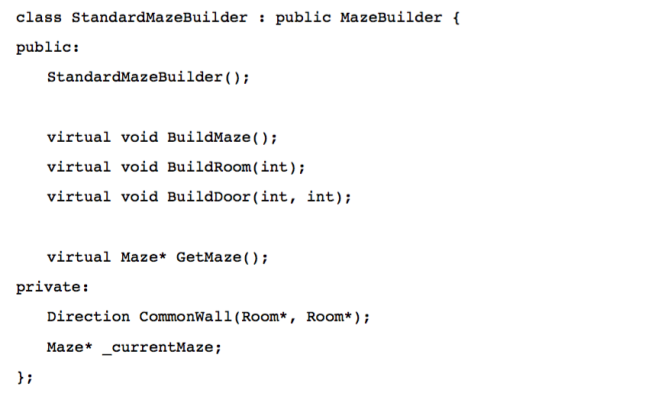 class StandardMazeBuilder : public MazeBuilder {
public:
StandardMazeBuilder();
virtual void BuildMaze();
virtual void BuildRoom(int);
virtual void BuildDoor(int, int);
virtual Maze* GetMaze();
private:
Direction CommonWall(Room*, Room*);
Maze* _currentMaze;
};